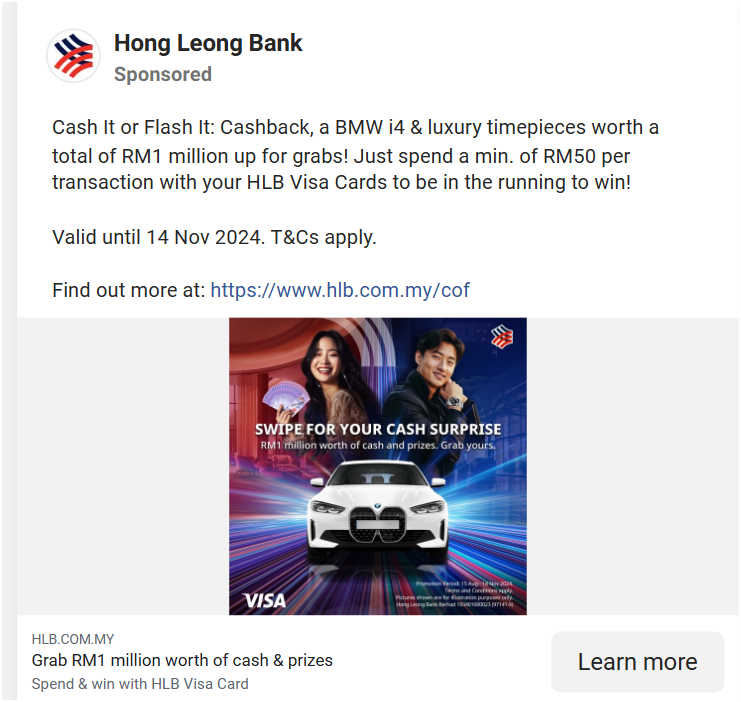 Hong Leong Bank
Sponsored
Cash It or Flash It: Cashback, a BMW i4 & luxury timepieces worth a
total of RM1 million up for grabs! Just spend a min. of RM50 per
transaction with your HLB Visa Cards to be in the running to win!
Valid until 14 Nov 2024. T&Cs apply.
Find out more at: https://www.hlb.com.my/cof
SWIPE FOR YOUR CASH SURPRISE
RM1 million worth of cash and prizes. Grab yours.
Promotion Period: 15 Aug - 14 Nov 2024.
Terms and Conditions apply.
Pictures shown are for illustration purposes only.
Hong Leong Bank Berhad 193401000023 (97141-X)
VISA
HLB.COM.MY
Grab RM1 million worth of cash & prizes
Spend & win with HLB Visa Card
Learn more